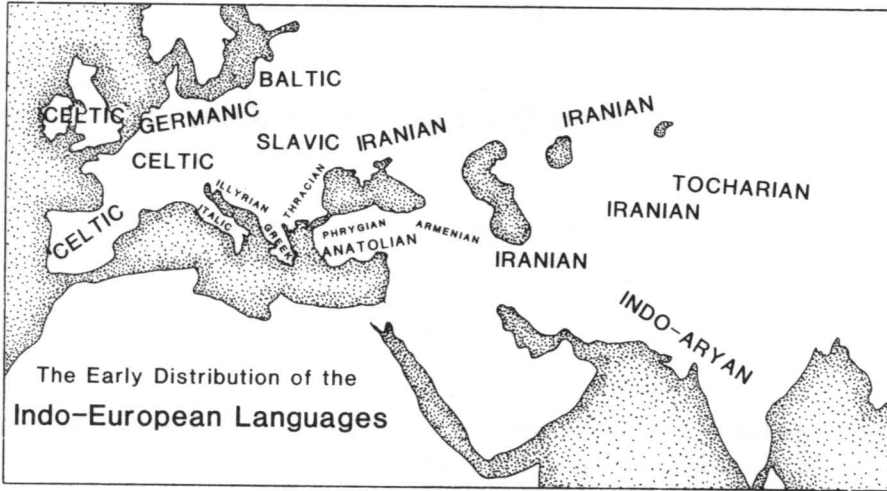 BALTIC
CELTIC
GERMANIC
IRANIAN
SLAVIC
IRANIAN
CELTIC
TOCHARIAN
THRACIAN
ILLYRIAN
IRANIAN
CELTIC
ITALIC
GREEK
PHRYGIAN
ARMENIAN
ANATOLIAN
IRANIAN
INDO-ARYAN
The Early Distribution of the
Indo-European Languages